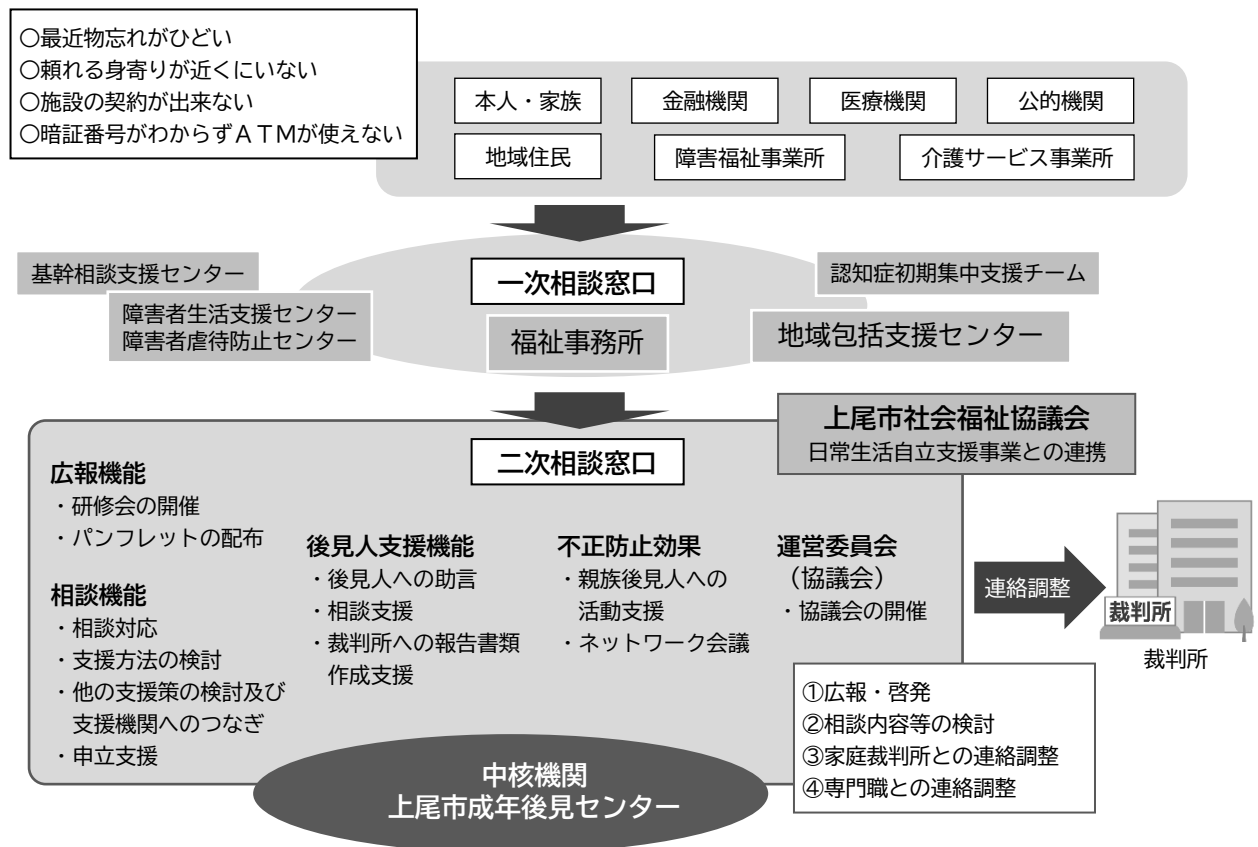 ○最近物忘れがひどい
○頼れる身寄りが近くにいない
○施設の契約が出来ない
○暗証番号がわからずＡＴＭが使えない
本人・家族
金融機関
医療機関
公的機関
地域住民
障害福祉事業所
介護サービス事業所
基幹相談支援センター
障害者生活支援センター
障害者虐待防止センター
一次相談窓口
福祉事務所
認知症初期集中支援チーム
地域包括支援センター
上尾市社会福祉協議会
日常生活自立支援事業との連携
二次相談窓口
広報機能
・研修会の開催
・パンフレットの配布
相談機能
・相談対応
・支援方法の検討
・他の支援策の検討及び
支援機関へのつなぎ
・申立支援
後見人支援機能
・後見人への助言
・相談支援
・裁判所への報告書類
作成支援
不正防止効果
・親族後見人への
活動支援
・ネットワーク会議
運営委員会
（協議会）
・協議会の開催
連絡調整
裁判所
裁判所
①広報・啓発
②相談内容等の検討
③家庭裁判所との連絡調整
④専門職との連絡調整
中核機関
上尾市成年後見センター